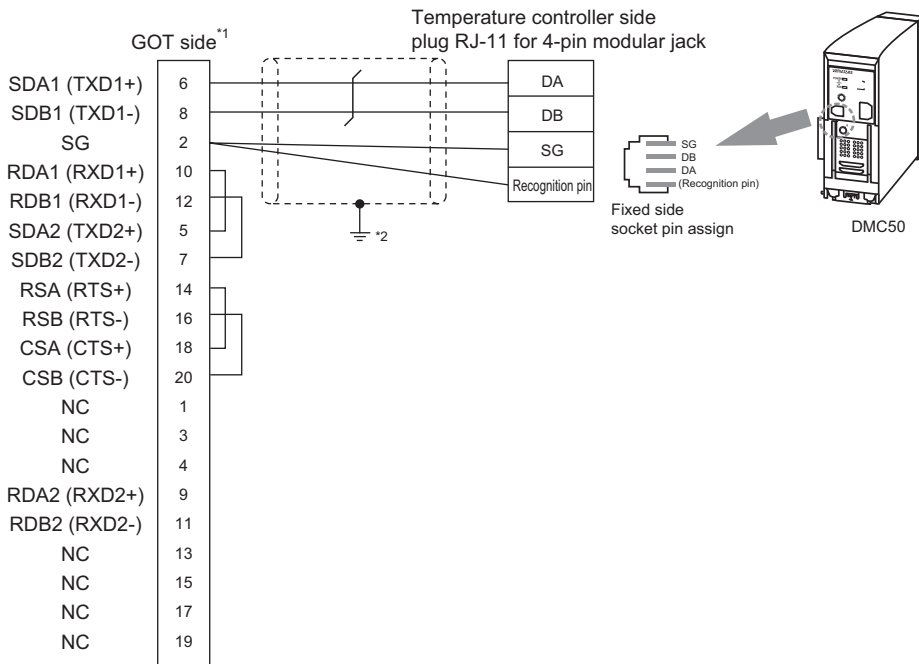 Temperature controller side
GOT side*1 plug RJ-11 for 4-pin modular jack
SDA1 (TXD1+) 6 DA
SDB1 (TXD1-) 8 DB
SG 2 SG
RDA1 (RXD1+) 10 Recognition pin
RDB1 (RXD1-) 12
SDA2 (TXD2+) 5 *2
SDB2 (TXD2-) 7
RSA (RTS+) 14
RSB (RTS-) 16
CSA (CTS+) 18
CSB (CTS-) 20
NC 1
NC 3
NC 4
RDA2 (RXD2+) 9
RDB2 (RXD2-) 11
NC 13
NC 15
NC 17
NC 19
SG
DB
DA
(Recognition pin)
Fixed side
socket pin assign
DMC50